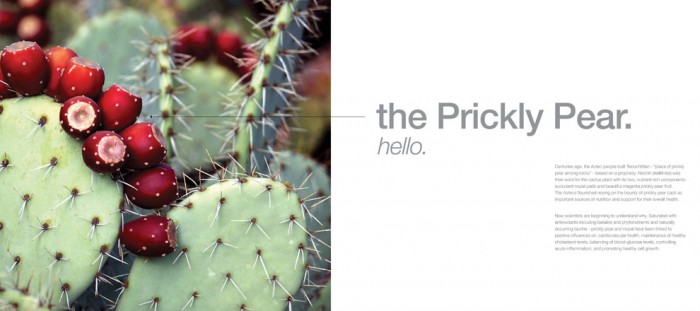 the Prickly Pear.
hello.
Centuries ago, the Aztec people built Tenochtitlan - "place of prickly
pear among rocks" - based on a prophecy. Nochtli was
their word for the cactus plant with its two, nutrient-rich components:
succulent nopal pads and beautiful magenta prickly pear fruit.
The Aztecs flourished relying on the bounty of prickly pear cacti as
important sources of nutrition and support for their overall health.
Now scientists are beginning to understand why. Saturated with
antioxidants including betalins and phytonutrients and naturally
occurring taurine - prickly pear and nopal have been linked to
positive influences on: cardiovascular health, maintenance of healthy
cholesterol levels, balancing of blood-glucose levels, controlling
acute inflammation, and promoting healthy cell growth.